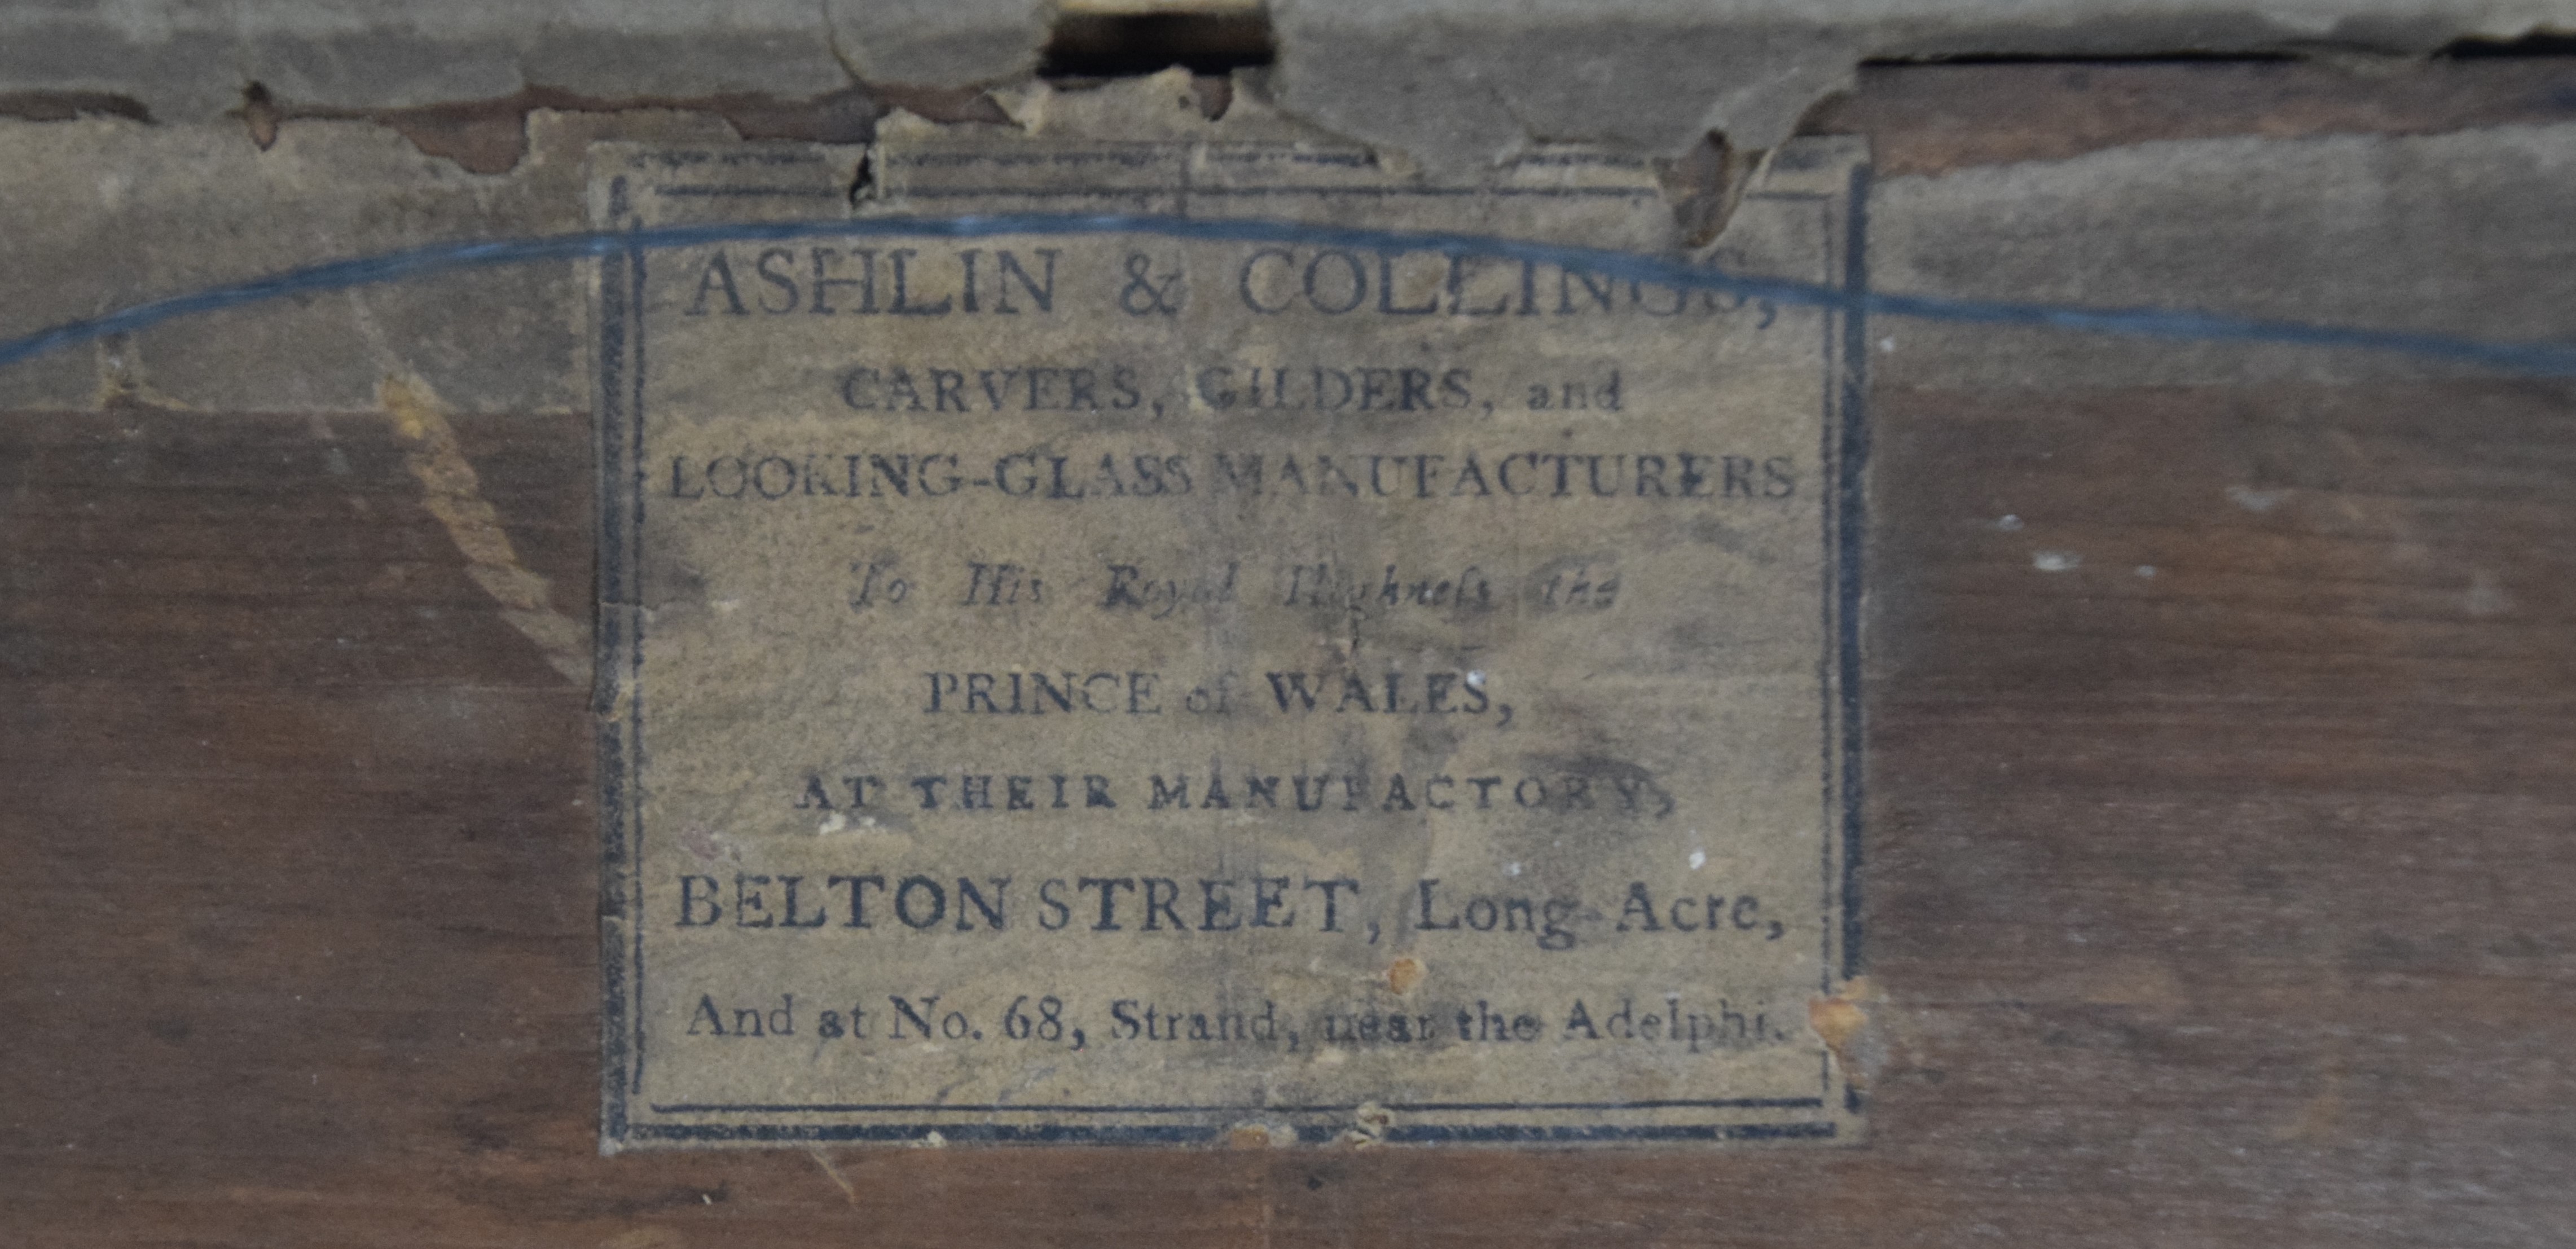 ASHLIN & COLLINGS,
CARVERS, GILDERS, and
LOOKING-GLASS MANUFACTURERS
To His Royal Highneſs the
PRINCE of WALES,
AT THEIR MANUFACTORY,
BELTON STREET, Long-Acre,
And at No. 68, Strand, near the Adelphi.